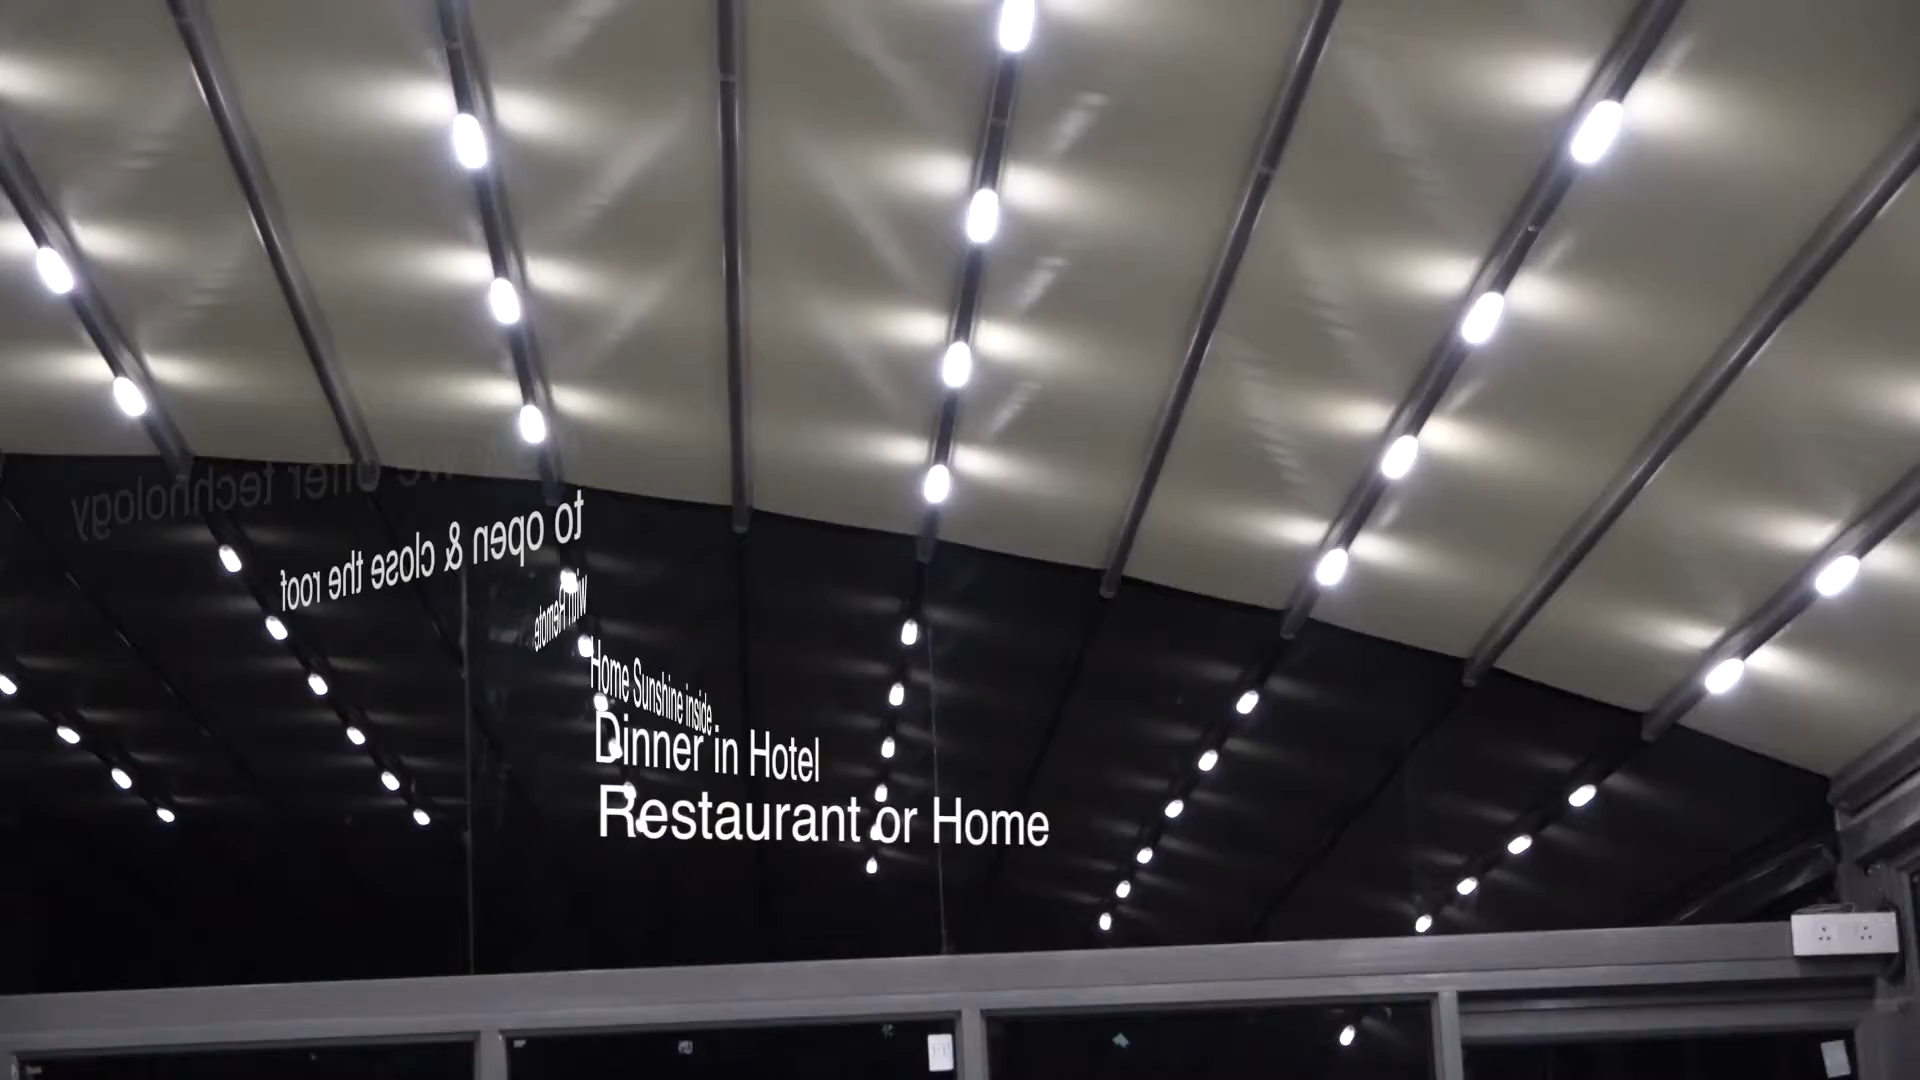 we offer technology
to open & close the roof
with Remote
Home Sunshine inside
Dinner in Hotel
Restaurant or Home